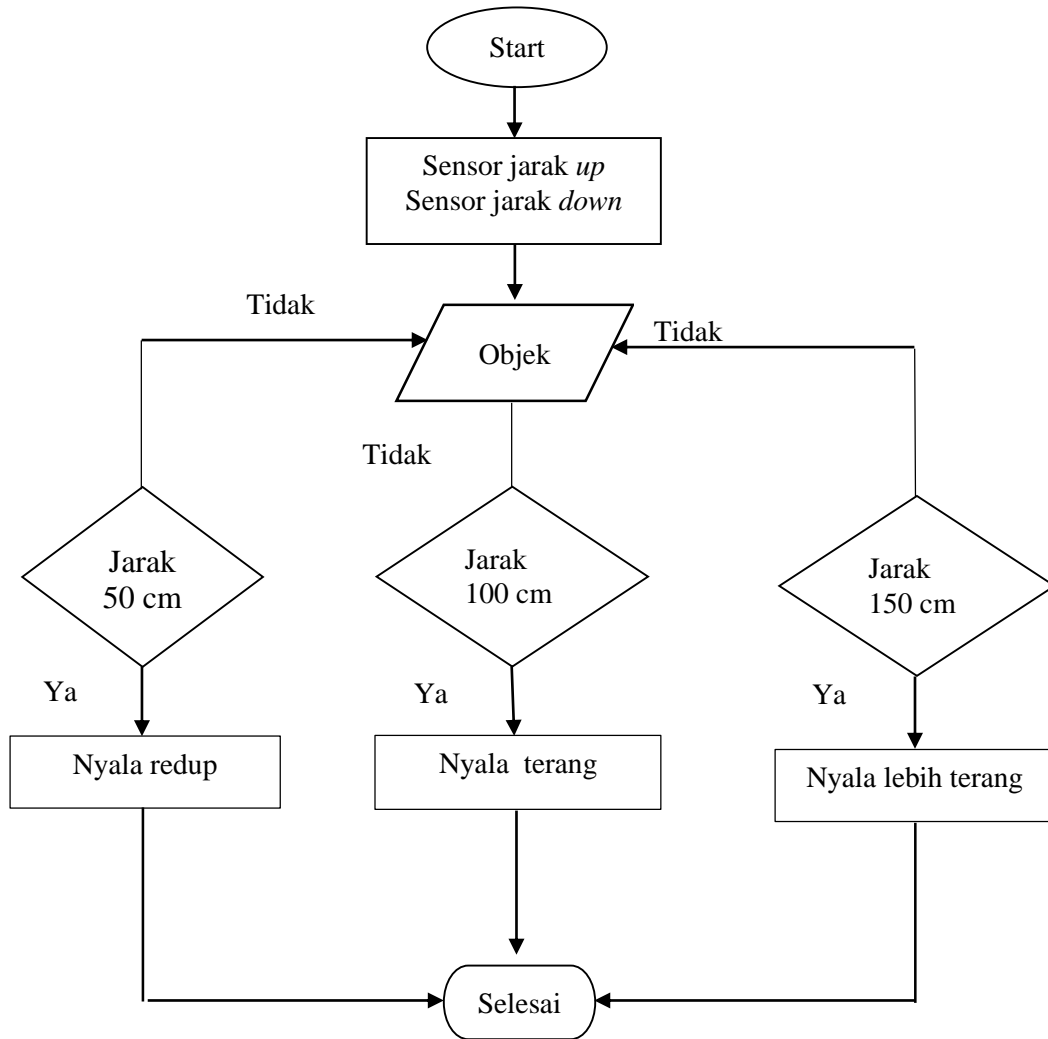 Start
Sensor jarak up
Sensor jarak down
Tidak
Tidak
Objek
Tidak
Jarak
50 cm
Jarak
100 cm
Jarak
150 cm
Ya
Ya
Ya
Nyala redup
Nyala terang
Nyala lebih terang
Selesai